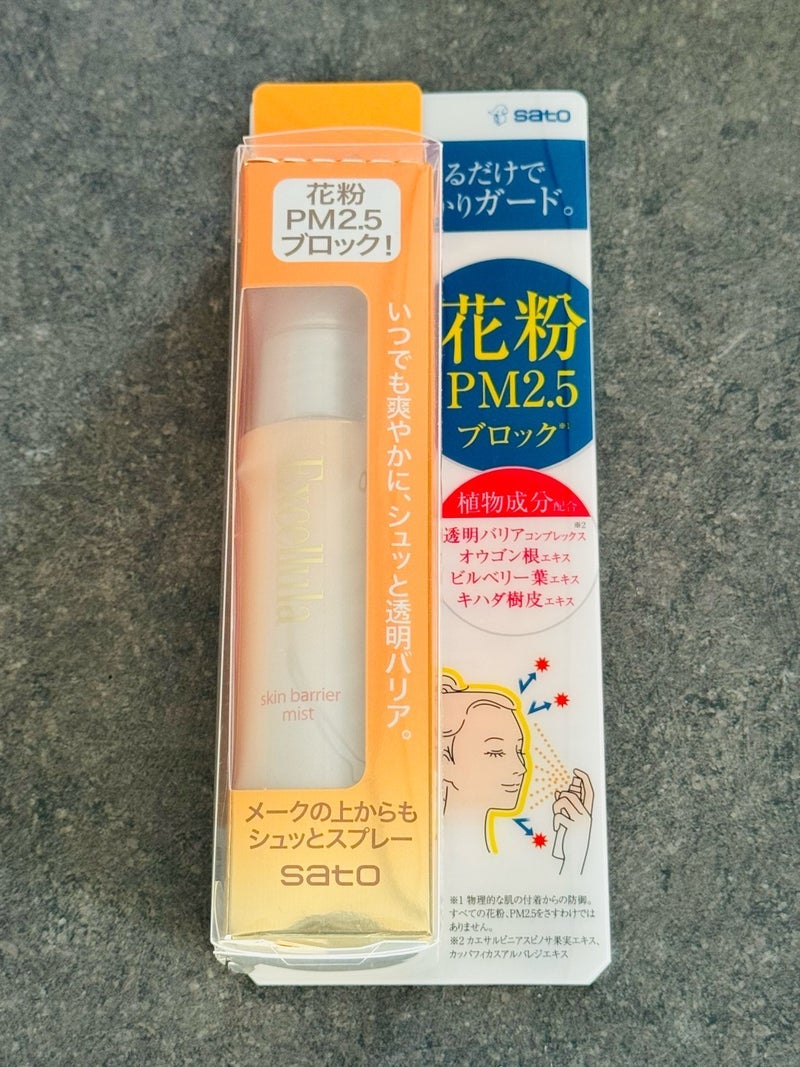 花粉
PM2.5
ブロック!
いつでも爽やかに、シュッと透明バリア。
Excellula
skin barrier
mist
メークの上からも
シュッとスプレー
sato
sato
るだけで
りガード。
花粉
PM2.5
ブロック※1
植物成分配合
透明バリアコンプレックス※2
オウゴン根エキス
ビルベリー葉エキス
キハダ樹皮エキス
※1 物理的な肌の付着からの防御。
すべての花粉、PM2.5をさすわけでは
ありません。
※2 カエサルピニアスピノサ果実エキス、
カッパフィカスアルバレジエキス